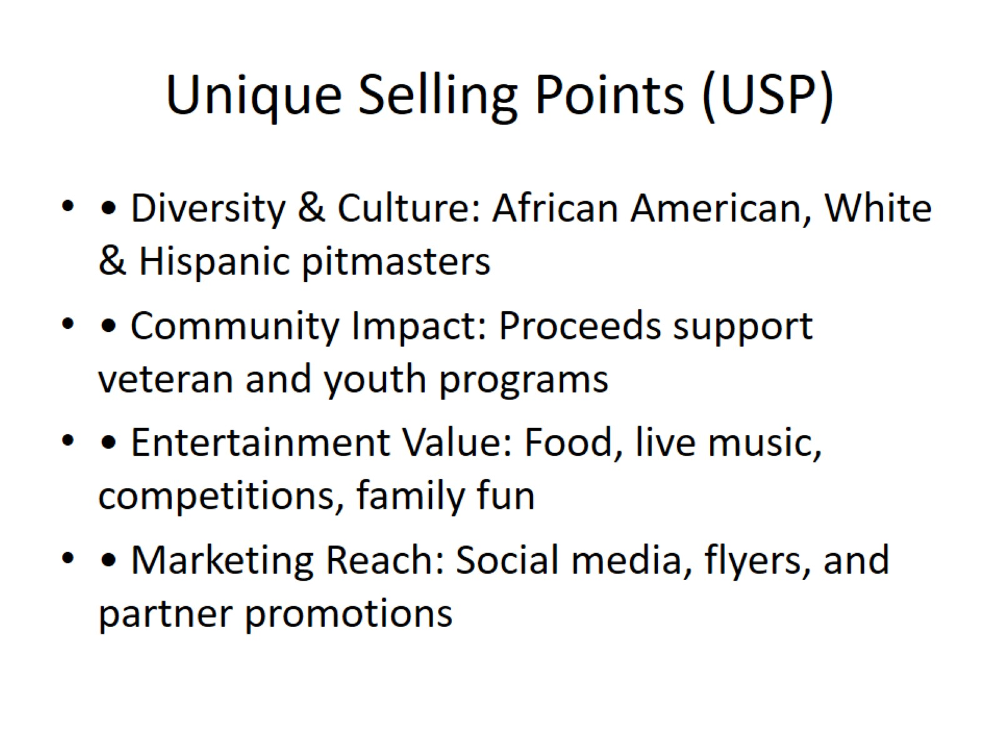 Unique Selling Points (USP)
• • Diversity & Culture: African American, White
& Hispanic pitmasters
• • Community Impact: Proceeds support
veteran and youth programs
• • Entertainment Value: Food, live music,
competitions, family fun
• • Marketing Reach: Social media, flyers, and
partner promotions